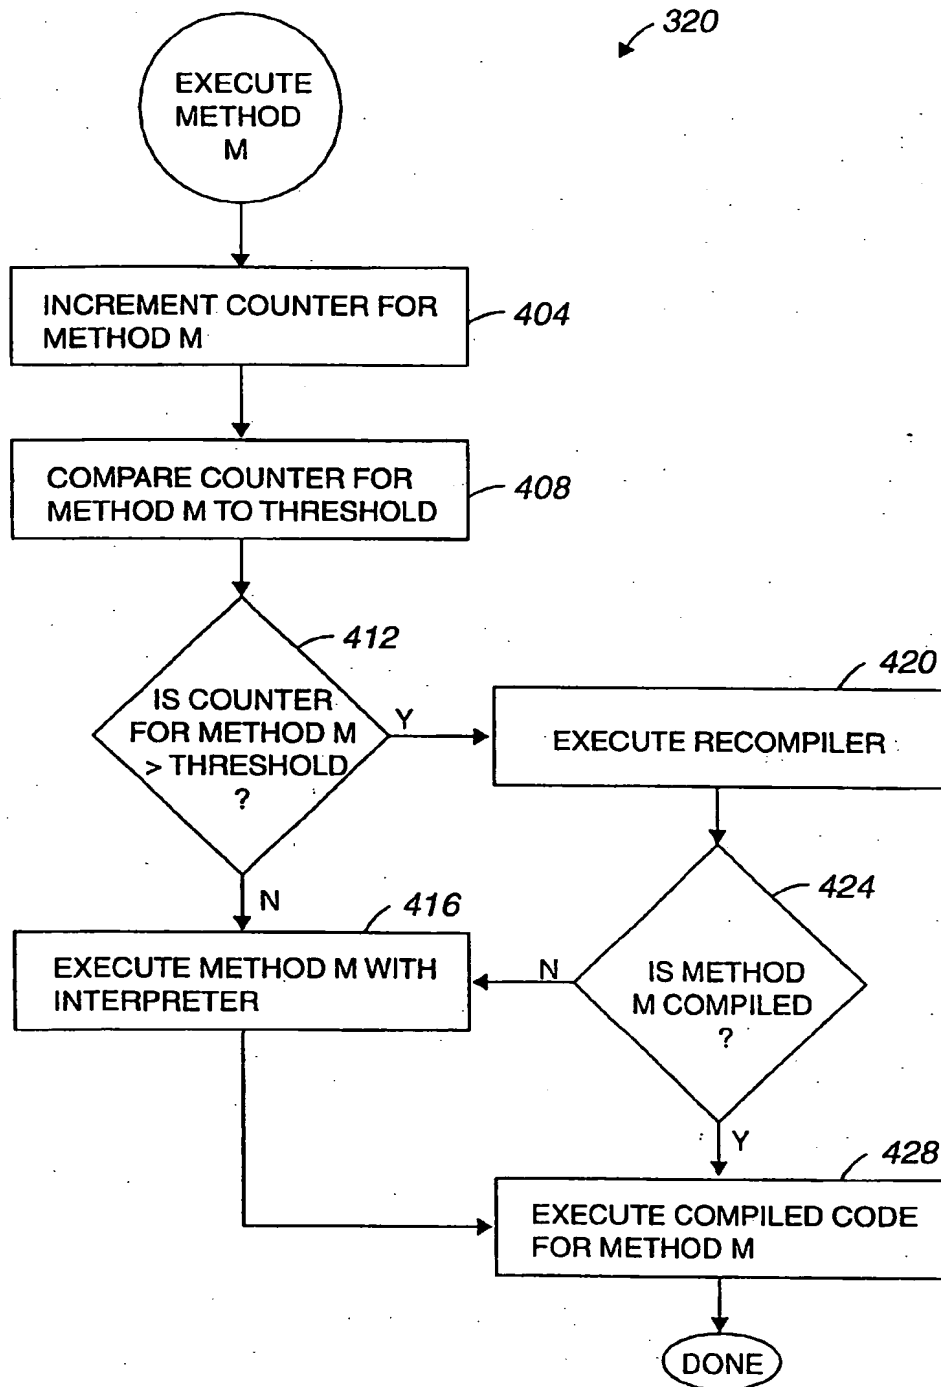 320
EXECUTE
METHOD
M
INCREMENT COUNTER FOR
METHOD M
404
COMPARE COUNTER FOR
METHOD M TO THRESHOLD
408
412
IS COUNTER
FOR METHOD M
> THRESHOLD
?
Y
N
420
EXECUTE RECOMPILER
424
IS METHOD
M COMPILED
?
N
Y
416
EXECUTE METHOD M WITH
INTERPRETER
428
EXECUTE COMPILED CODE
FOR METHOD M
DONE